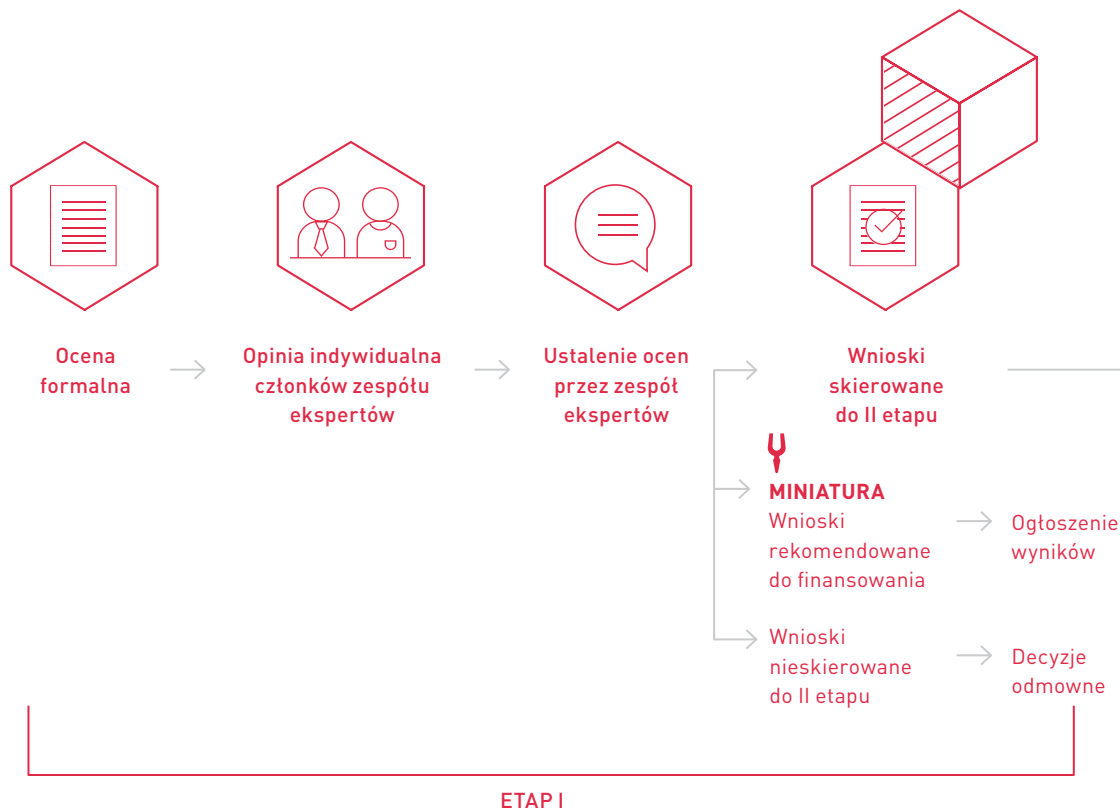 Ocena
formalna
Opinia indywidualna
członków zespołu
ekspertów
Ustalenie ocen
przez zespół
ekspertów
Wnioski
skierowane
do II etapu
MINIATURA
Wnioski
rekomendowane
do finansowania
Ogłoszenie
wyników
Wnioski
nieskierowane
do II etapu
Decyzje
odmowne
ETAP I